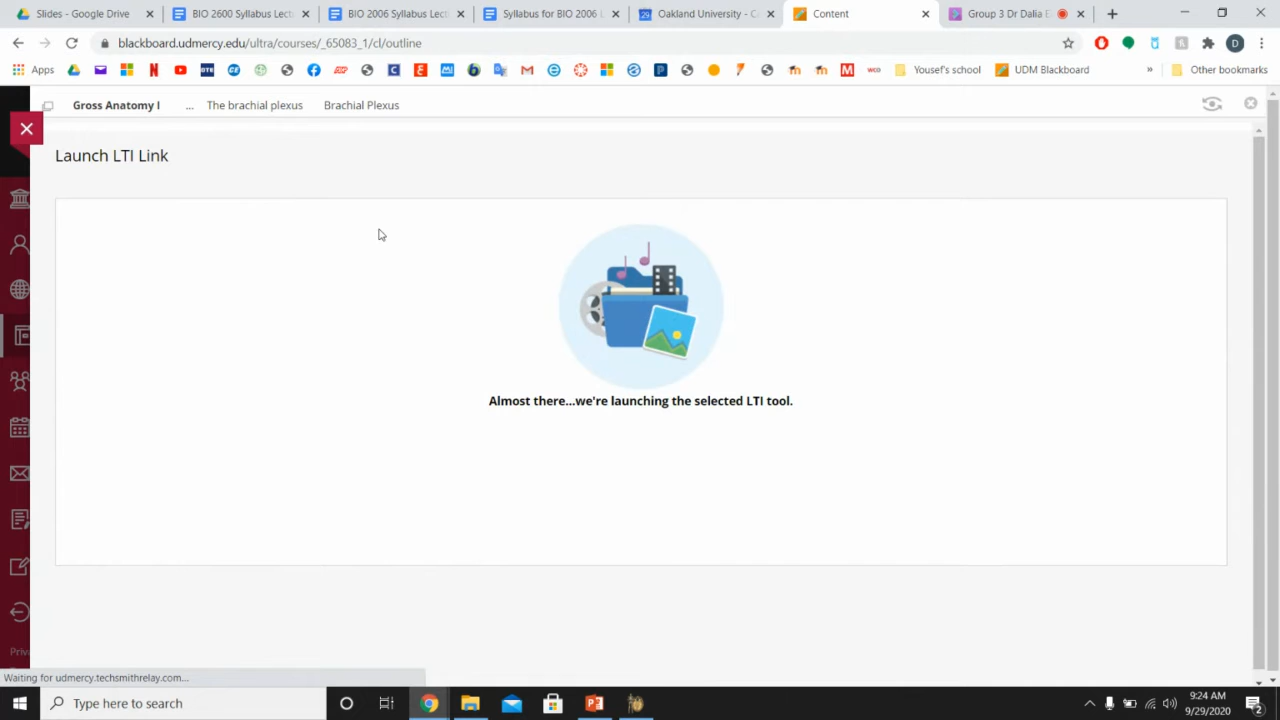 Slides - Google Drive
BIO 2600 Syllabus Lect
BIO 2006 Syllabus Lect
Syllabus for BIO 2006 L
Oakland University - Ca
Content
Group 3 Dr Dalia E
blackboard.udmercy.edu/ultra/courses/_65083_1/cl/outline
Apps
Yousef's school
UDM Blackboard
»
Other bookmarks
Gross Anatomy I
...
The brachial plexus
Brachial Plexus
Launch LTI Link
Almost there...we're launching the selected LTI tool.
Priva
Waiting for udmercy.techsmithrelay.com...
Type here to search
9:24 AM
9/29/2020
2